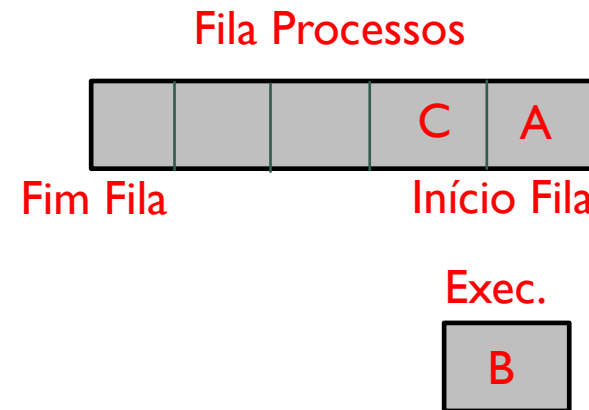 Fila Processos
C A
Fim Fila Início Fila
Exec.
B